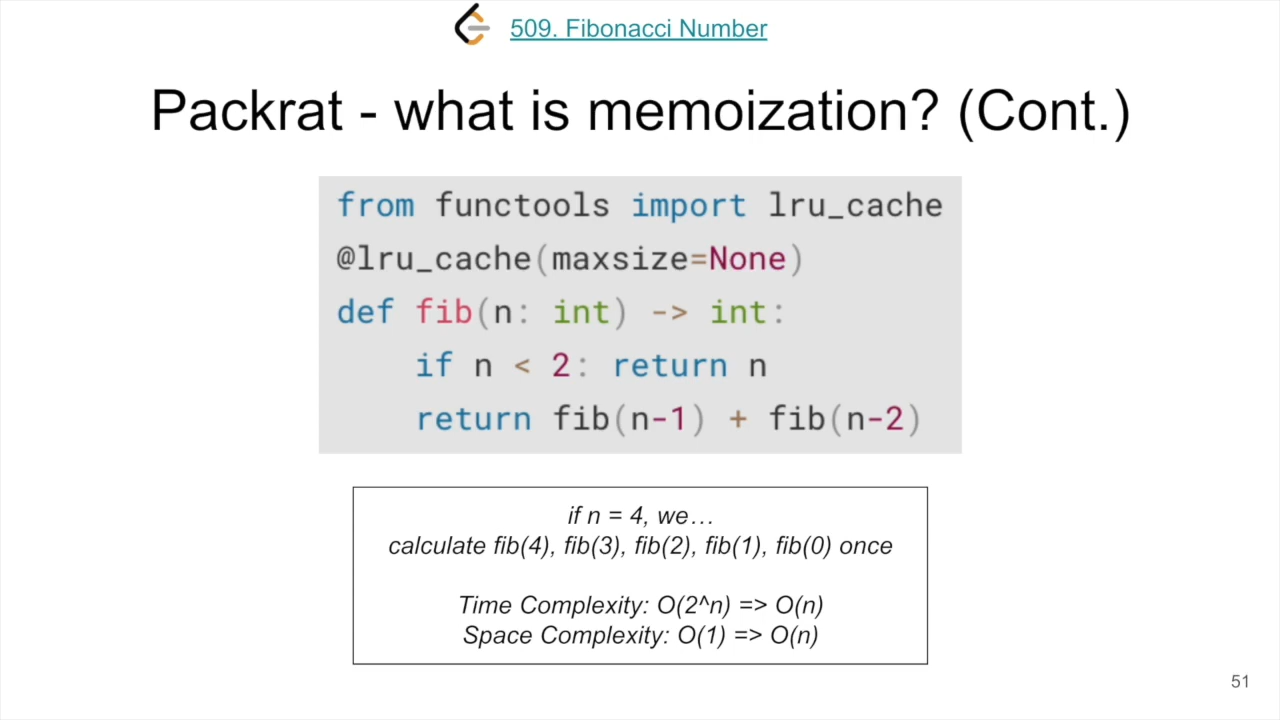 509. Fibonacci Number
Packrat - what is memoization? (Cont.)
from functools import lru_cache
@lru_cache(maxsize=None)
def fib(n: int) -> int:
    if n < 2: return n
    return fib(n-1) + fib(n-2)
if n = 4, we…
calculate fib(4), fib(3), fib(2), fib(1), fib(0) once
Time Complexity: O(2^n) => O(n)
Space Complexity: O(1) => O(n)
51